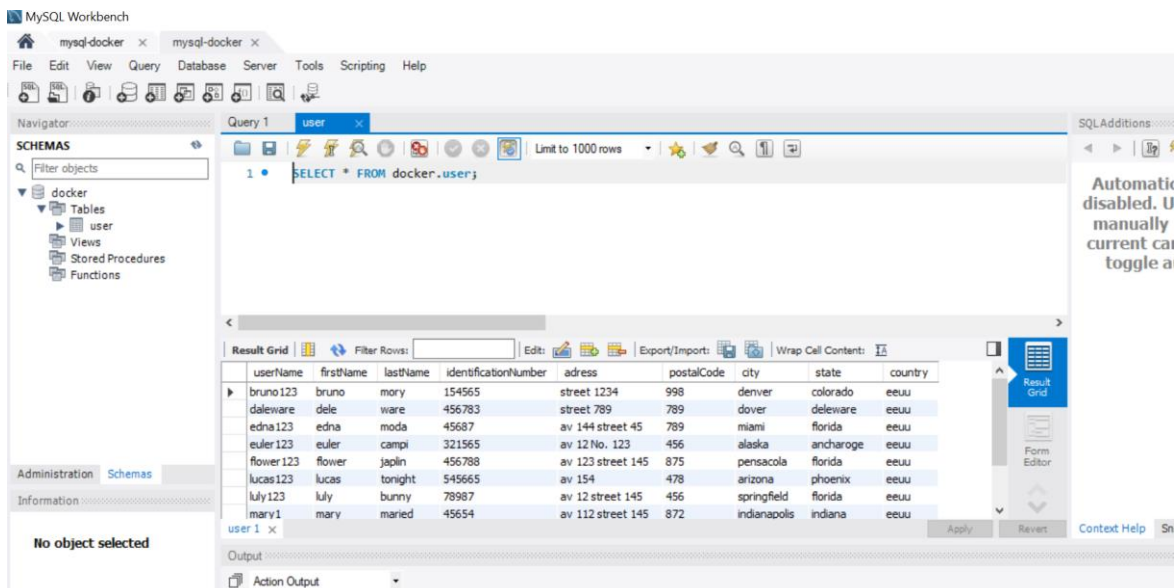 MySQL Workbench
mysql-docker × mysql-docker ×
File Edit View Query Database Server Tools Scripting Help
Navigator
SCHEMAS
Filter objects
docker
Tables
user
Views
Stored Procedures
Functions
Administration Schemas
Information
No object selected
Query 1 user ×
Limit to 1000 rows
1 SELECT * FROM docker.user;
Result Grid Filter Rows: Edit: Export/Import: Wrap Cell Content:
userName firstName lastName identificationNumber adress postalCode city state country
bruno123 bruno mory 154565 street 1234 998 denver colorado eeuu
daleware dele ware 456783 street 789 789 dover deleware eeuu
edna123 edna moda 45687 av 144 street 45 789 miami florida eeuu
euler123 euler campi 321565 av 12 No. 123 456 alaska ancharoge eeuu
flower123 flower japlin 456788 av 123 street 145 875 pensacola florida eeuu
lucas123 lucas tonight 545665 av 154 478 arizona phoenix eeuu
luly123 luly bunny 78987 av 12 street 145 456 springfield florida eeuu
mary1 mary maried 45654 av 112 street 145 872 indianapolis indiana eeuu
user 1 × Apply Revert
Output
Action Output
Result
Grid
Form
Editor
SQLAdditions
Automatic
disabled. U
manually
current car
toggle a
Context Help Sn